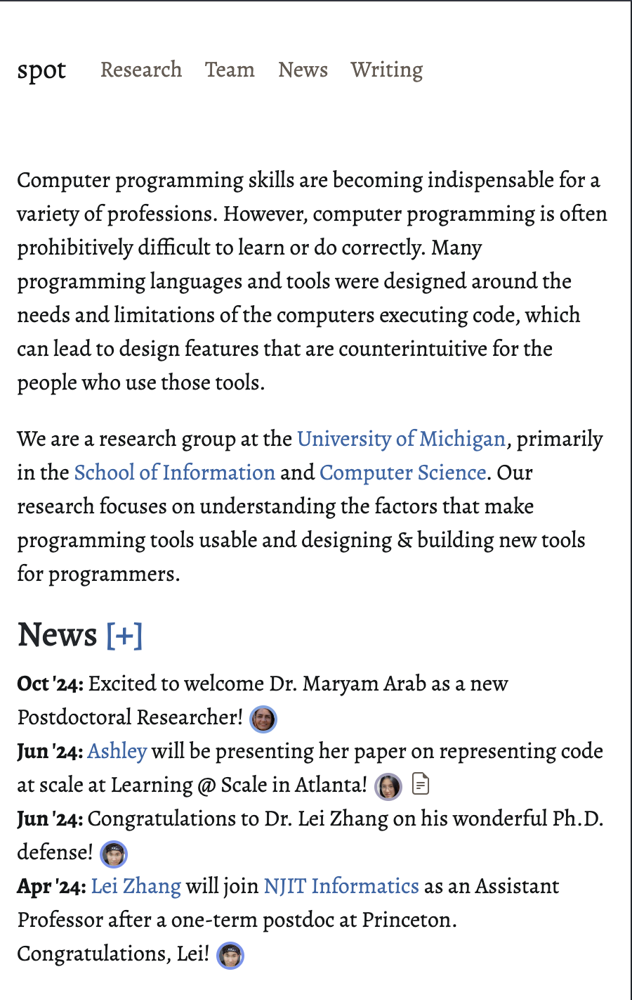 spot Research Team News Writing
Computer programming skills are becoming indispensable for a
variety of professions. However, computer programming is often
prohibitively difficult to learn or do correctly. Many
programming languages and tools were designed around the
needs and limitations of the computers executing code, which
can lead to design features that are counterintuitive for the
people who use those tools.
We are a research group at the University of Michigan, primarily
in the School of Information and Computer Science. Our
research focuses on understanding the factors that make
programming tools usable and designing & building new tools
for programmers.
News [+]
Oct '24: Excited to welcome Dr. Maryam Arab as a new
Postdoctoral Researcher!
Jun '24: Ashley will be presenting her paper on representing code
at scale at Learning @ Scale in Atlanta!
Jun '24: Congratulations to Dr. Lei Zhang on his wonderful Ph.D.
defense!
Apr '24: Lei Zhang will join NJIT Informatics as an Assistant
Professor after a one-term postdoc at Princeton.
Congratulations, Lei!